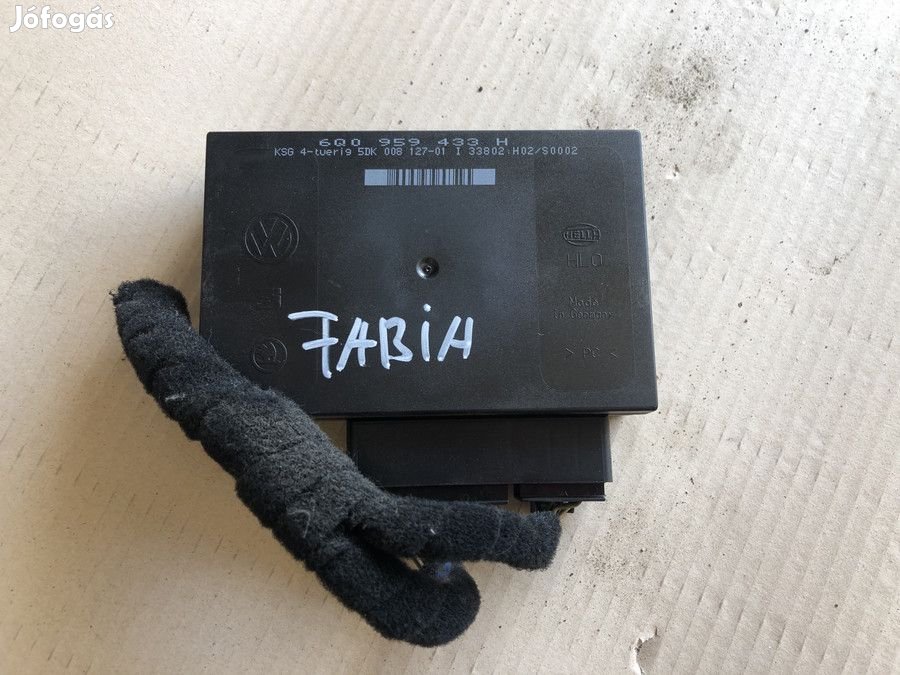 Jófogás
6Q0 959 433 H
KSG 4-tuerig 5DK 008 127-01 I 33802:H02/S0002
HELLA
HLO
Made
in Germany
> PC <
FABIA